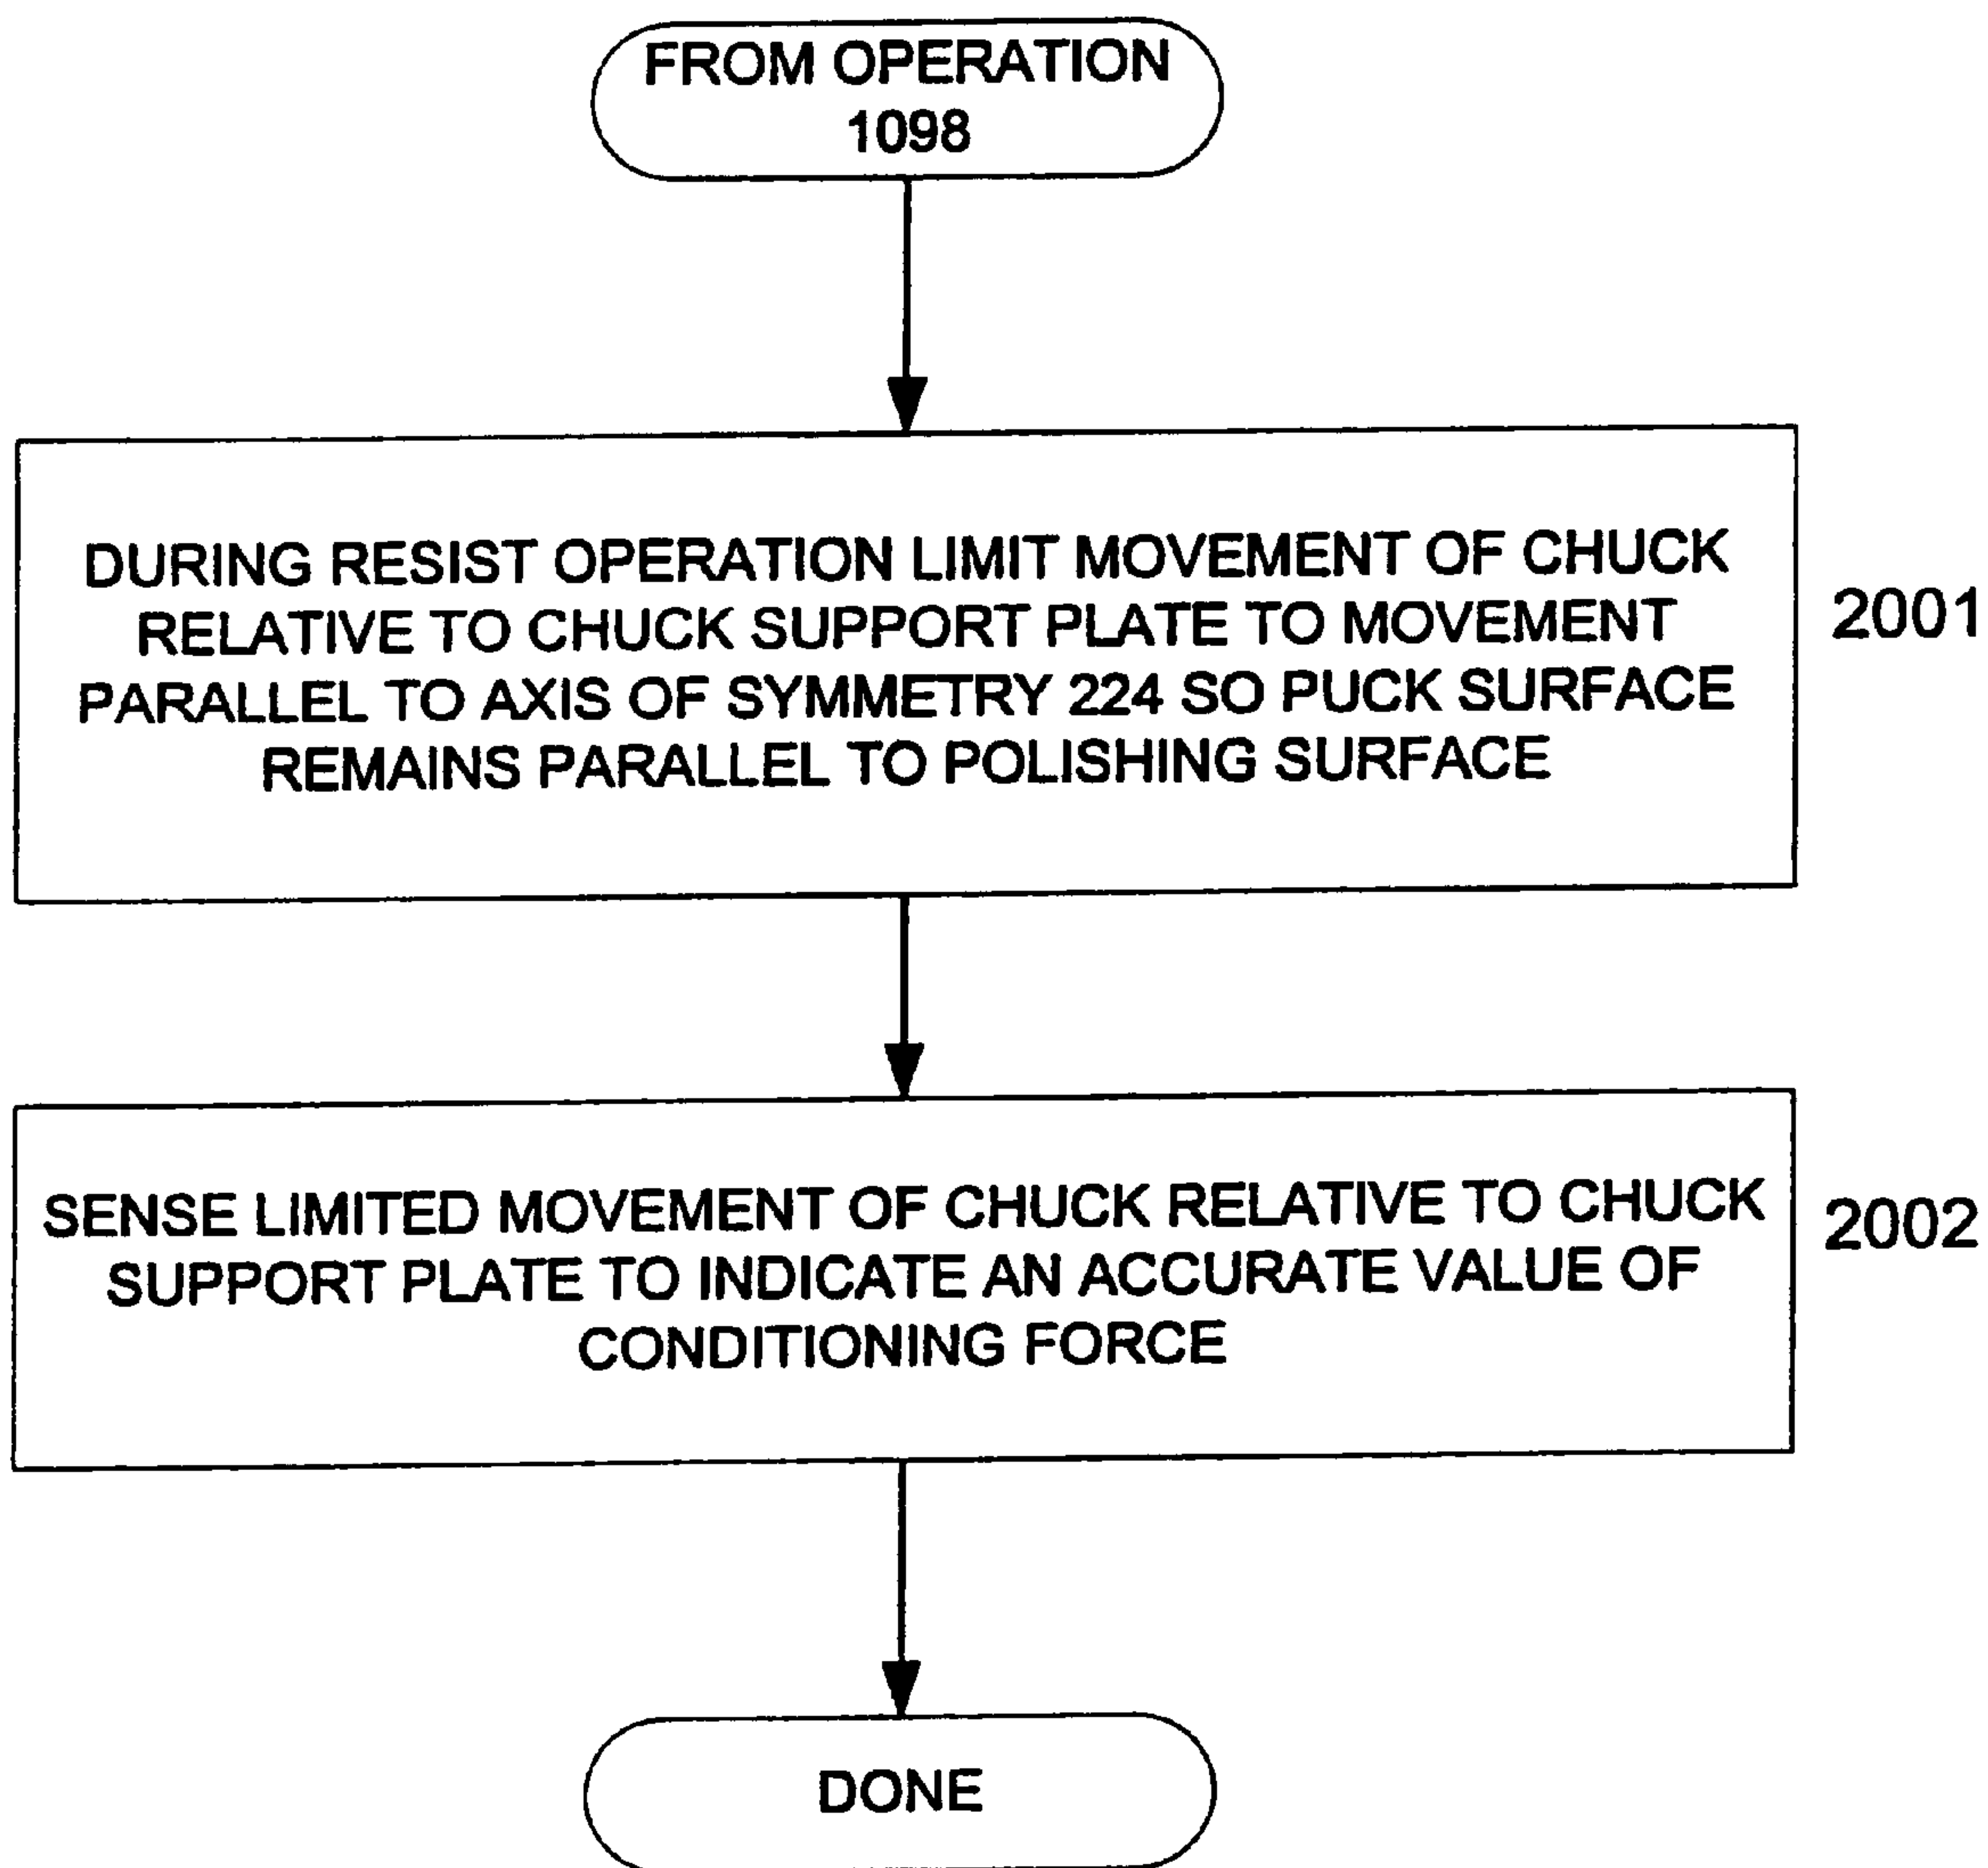 FROM OPERATION
1098
DURING RESIST OPERATION LIMIT MOVEMENT OF CHUCK
RELATIVE TO CHUCK SUPPORT PLATE TO MOVEMENT
PARALLEL TO AXIS OF SYMMETRY 224 SO PUCK SURFACE
REMAINS PARALLEL TO POLISHING SURFACE
2001
SENSE LIMITED MOVEMENT OF CHUCK RELATIVE TO CHUCK
SUPPORT PLATE TO INDICATE AN ACCURATE VALUE OF
CONDITIONING FORCE
2002
DONE